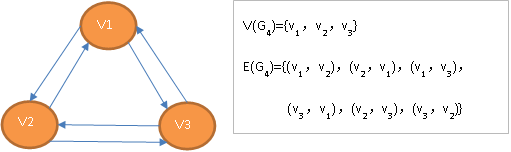 V1
V2
V3
V(G₄)={v₁，v₂，v₃}
E(G₄)={(v₁，v₂)，(v₂，v₁)，(v₁，v₃)，
(v₃，v₁)，(v₂，v₃)，(v₃，v₂)}